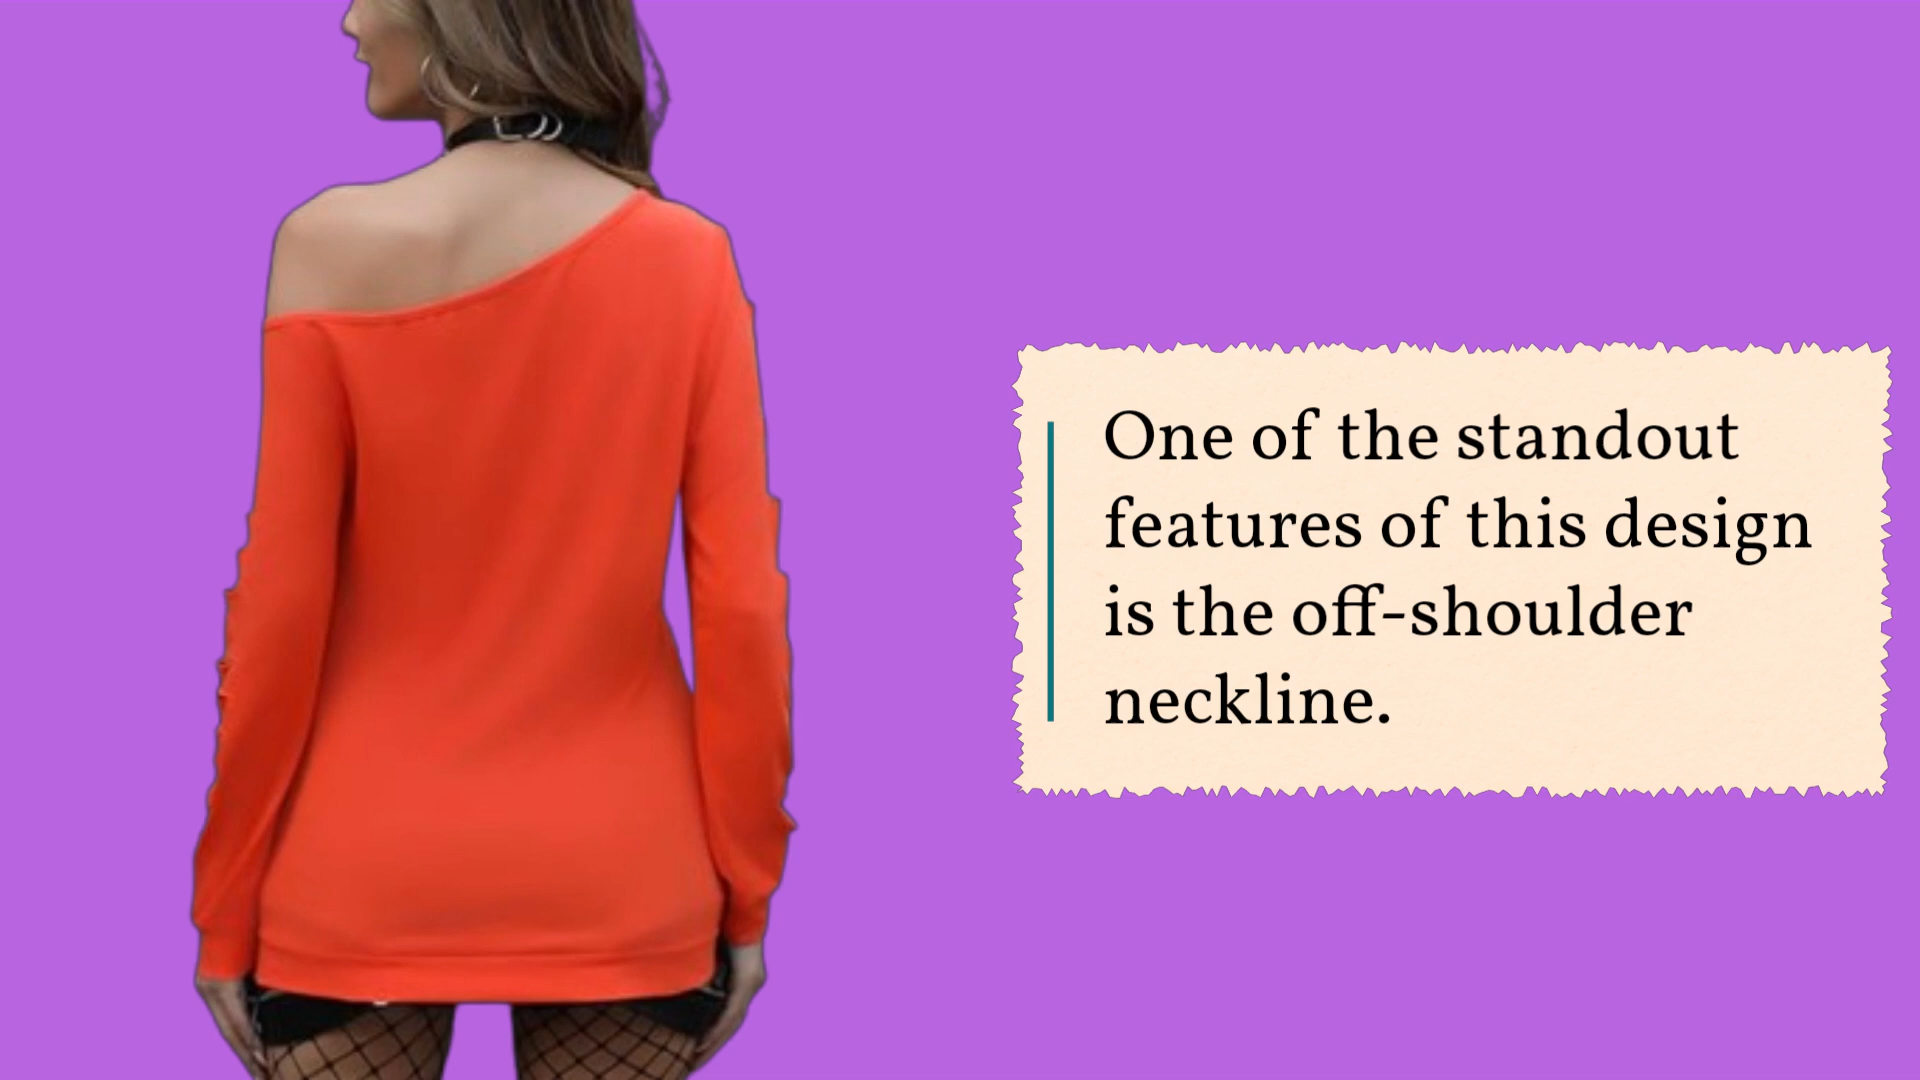 One of the standout
features of this design
is the off-shoulder
neckline.